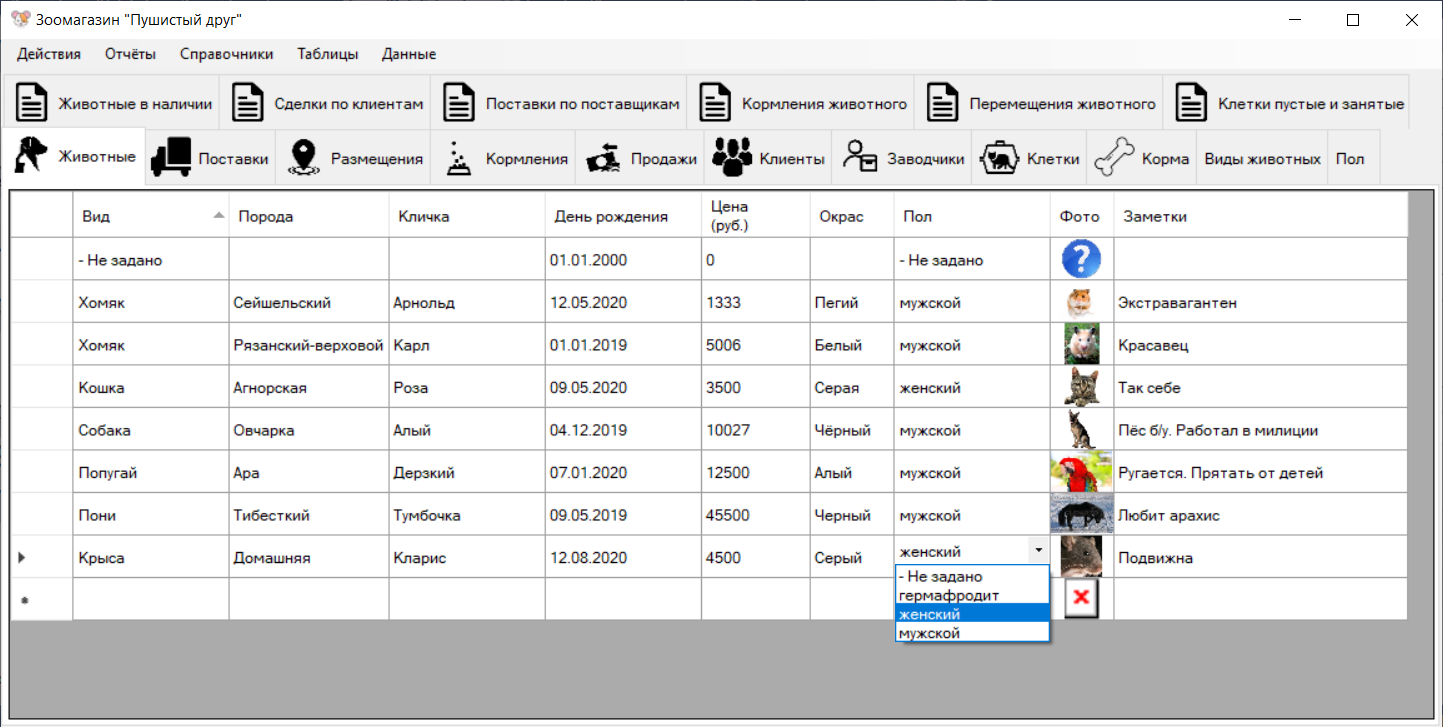 Зоомагазин "Пушистый друг"
Действия Отчёты Справочники Таблицы Данные
Животные в наличии Сделки по клиентам Поставки по поставщикам Кормления животного Перемещения животного Клетки пустые и занятые
Животные Поставки Размещения Кормления Продажи Клиенты Заводчики Клетки Корма Виды животных Пол
Вид Порода Кличка День рождения Цена (руб.) Окрас Пол Фото Заметки
- Не задано 01.01.2000 0 - Не задано
Хомяк Сейшельский Арнольд 12.05.2020 1333 Пегий мужской Экстравагантен
Хомяк Рязанский-верховой Карл 01.01.2019 5006 Белый мужской Красавец
Кошка Агнорская Роза 09.05.2020 3500 Серая женский Так себе
Собака Овчарка Алый 04.12.2019 10027 Чёрный мужской Пёс б/у. Работал в милиции
Попугай Ара Дерзкий 07.01.2020 12500 Алый мужской Ругается. Прятать от детей
Пони Тибесткий Тумбочка 09.05.2019 45500 Черный мужской Любит арахис
Крыса Домашняя Кларис 12.08.2020 4500 Серый женский Подвижна
- Не задано
гермафродит
женский
мужской